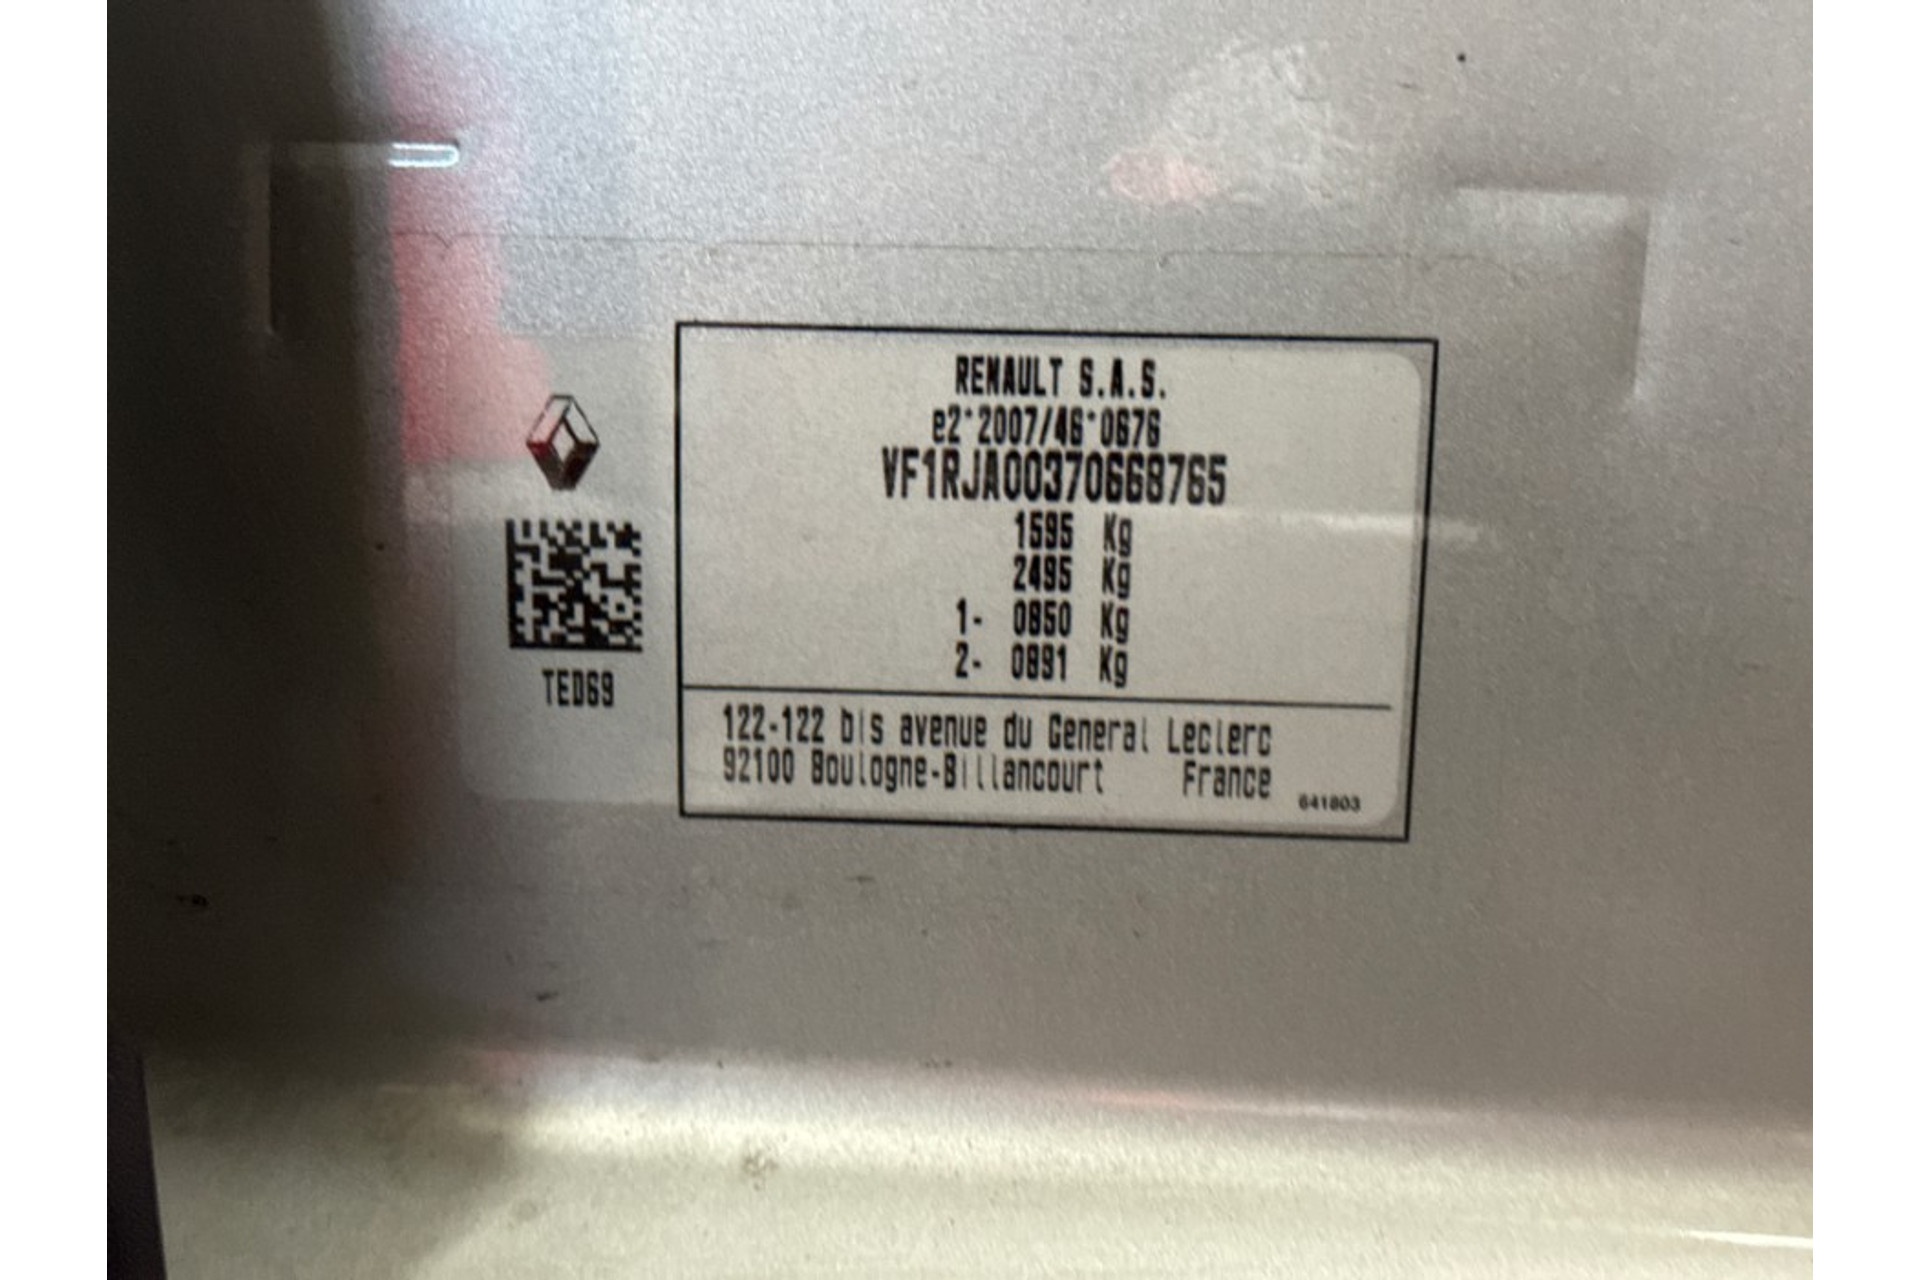 RENAULT S.A.S.
e2*2007/46*0676
VF1RJA00370668765
1595 Kg
2495 Kg
1- 0850 Kg
2- 0891 Kg
TED69
122-122 bis avenue du General Leclerc
92100 Boulogne-Billancourt France
641803